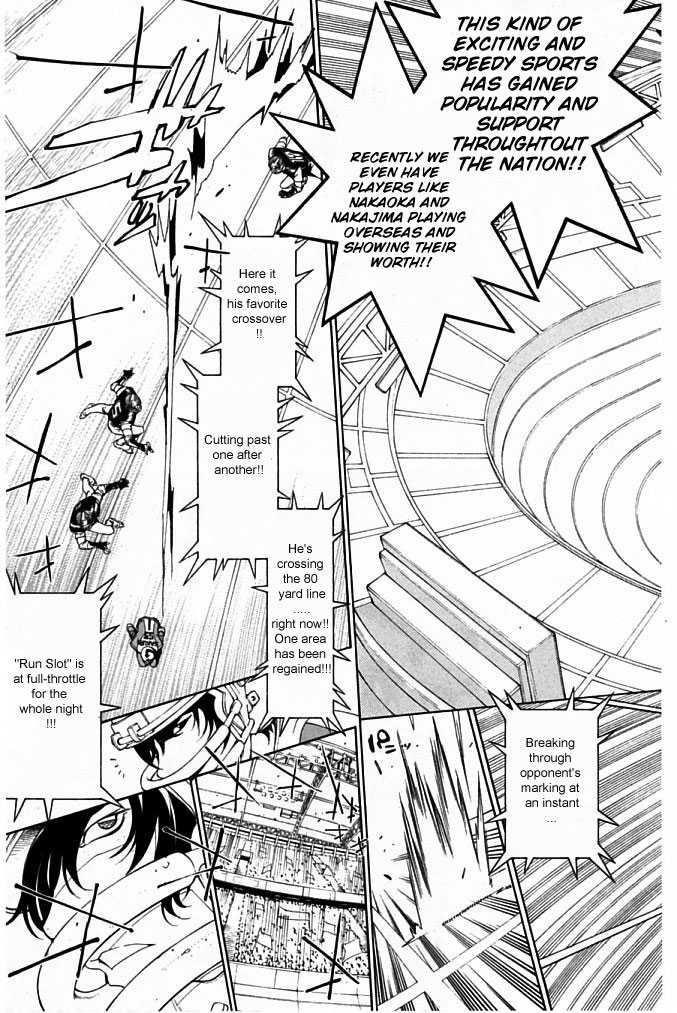 THIS KIND OF
EXCITING AND
SPEEDY SPORTS
HAS GAINED
POPULARITY AND
SUPPORT
THROUGHTOUT
THE NATION!!
RECENTLY WE
EVEN HAVE
PLAYERS LIKE
NAKAOKA AND
NAKAJIMA PLAYING
OVERSEAS AND
SHOWING THEIR
WORTH!!
Here it
comes,
his favorite
crossover
!!
Cutting past
one after
another!!
He's
crossing
the 80
yard line
.....
right now!!
One area
has been
regained!!!
"Run Slot" is
at full-throttle
for the
whole night
!!!
Breaking
through
opponent's
marking at
an instant
...